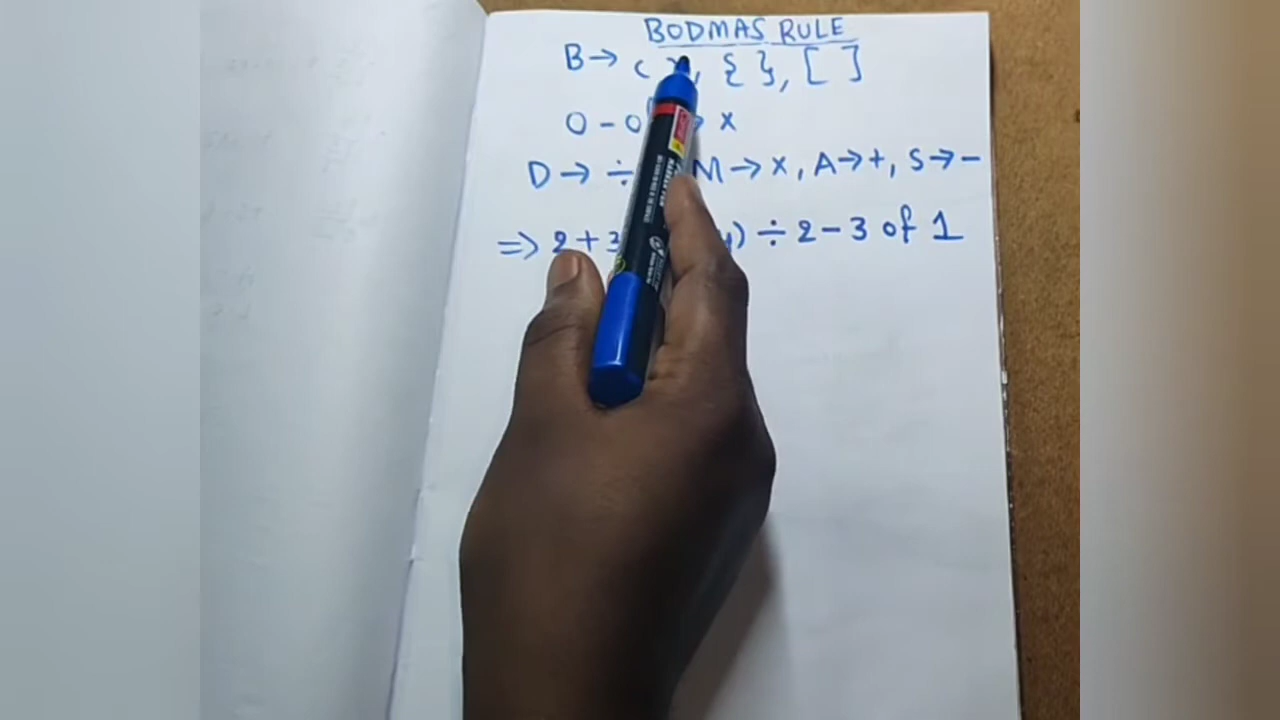 BODMAS RULE
B→ ( ), { }, [ ]
O - O → x
D→ ÷ M→x, A→+, S→-
⇒ 2+3 ) ÷ 2 - 3 of 1